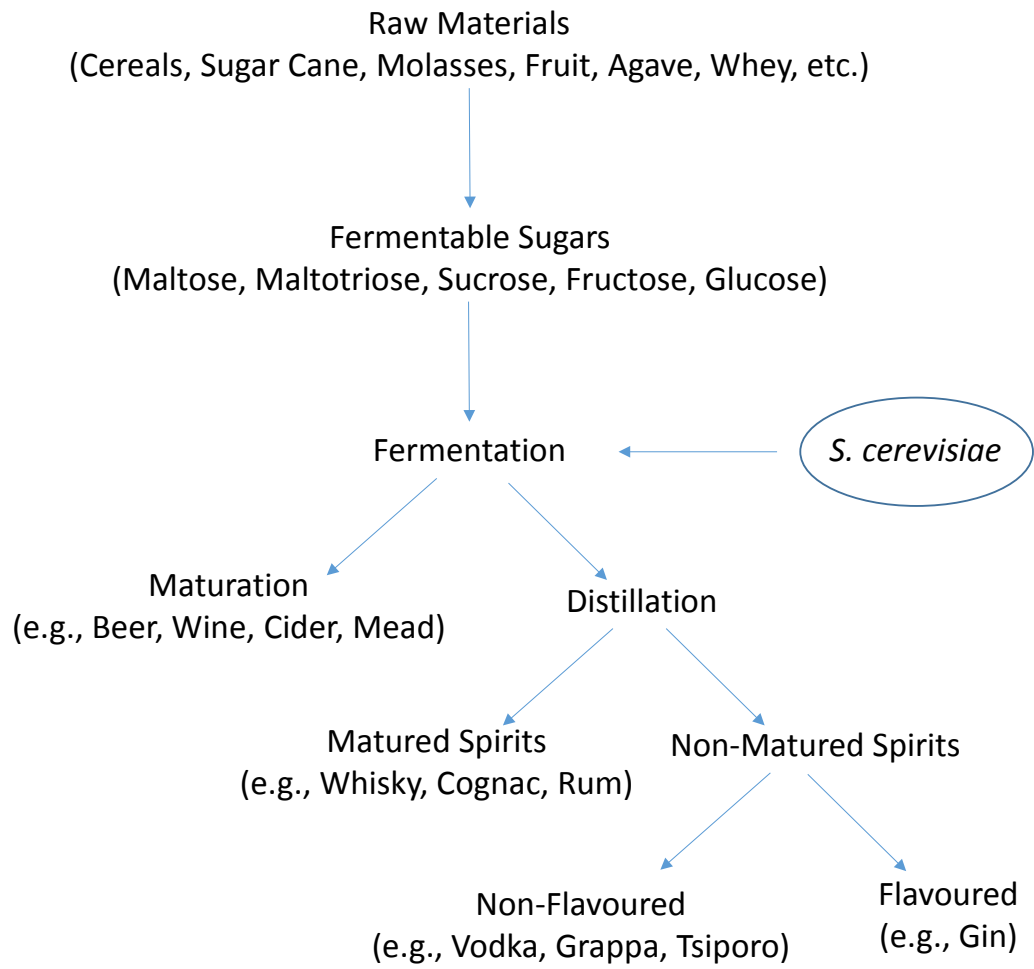 Raw Materials
(Cereals, Sugar Cane, Molasses, Fruit, Agave, Whey, etc.)
Fermentable Sugars
(Maltose, Maltotriose, Sucrose, Fructose, Glucose)
Fermentation
S. cerevisiae
Maturation
(e.g., Beer, Wine, Cider, Mead)
Distillation
Matured Spirits
(e.g., Whisky, Cognac, Rum)
Non-Matured Spirits
Non-Flavoured
(e.g., Vodka, Grappa, Tsiporo)
Flavoured
(e.g., Gin)